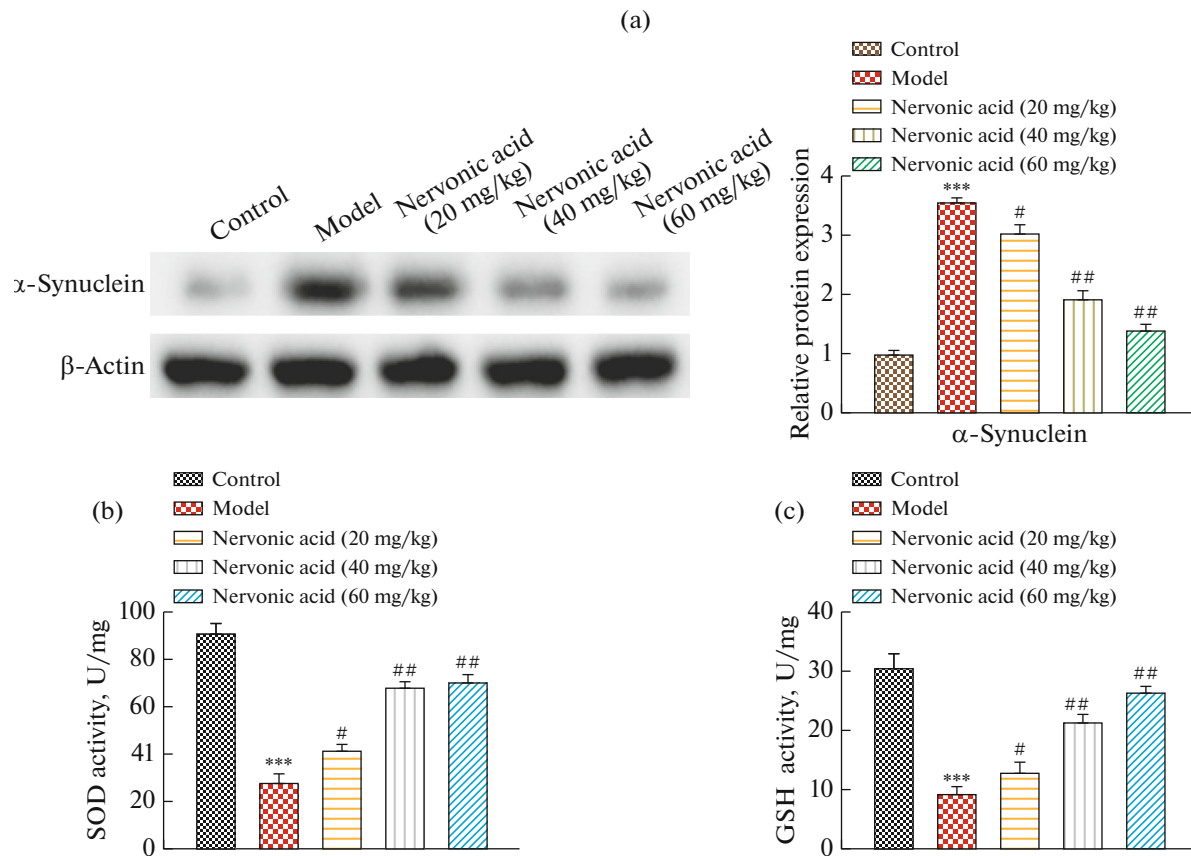 (a)
Control
Model
Nervonic acid (20 mg/kg)
Nervonic acid (40 mg/kg)
Nervonic acid (60 mg/kg)
Control
Model
Nervonic acid
(20 mg/kg)
Nervonic acid
(40 mg/kg)
Nervonic acid
(60 mg/kg)
α-Synuclein
β-Actin
Relative protein expression
4
3
2
1
0
***
#
##
##
α-Synuclein
(b)
Control
Model
Nervonic acid (20 mg/kg)
Nervonic acid (40 mg/kg)
Nervonic acid (60 mg/kg)
SOD activity, U/mg
100
80
60
41
20
0
***
#
##
##
(c)
Control
Model
Nervonic acid (20 mg/kg)
Nervonic acid (40 mg/kg)
Nervonic acid (60 mg/kg)
GSH activity, U/mg
40
30
20
10
0
***
#
##
##